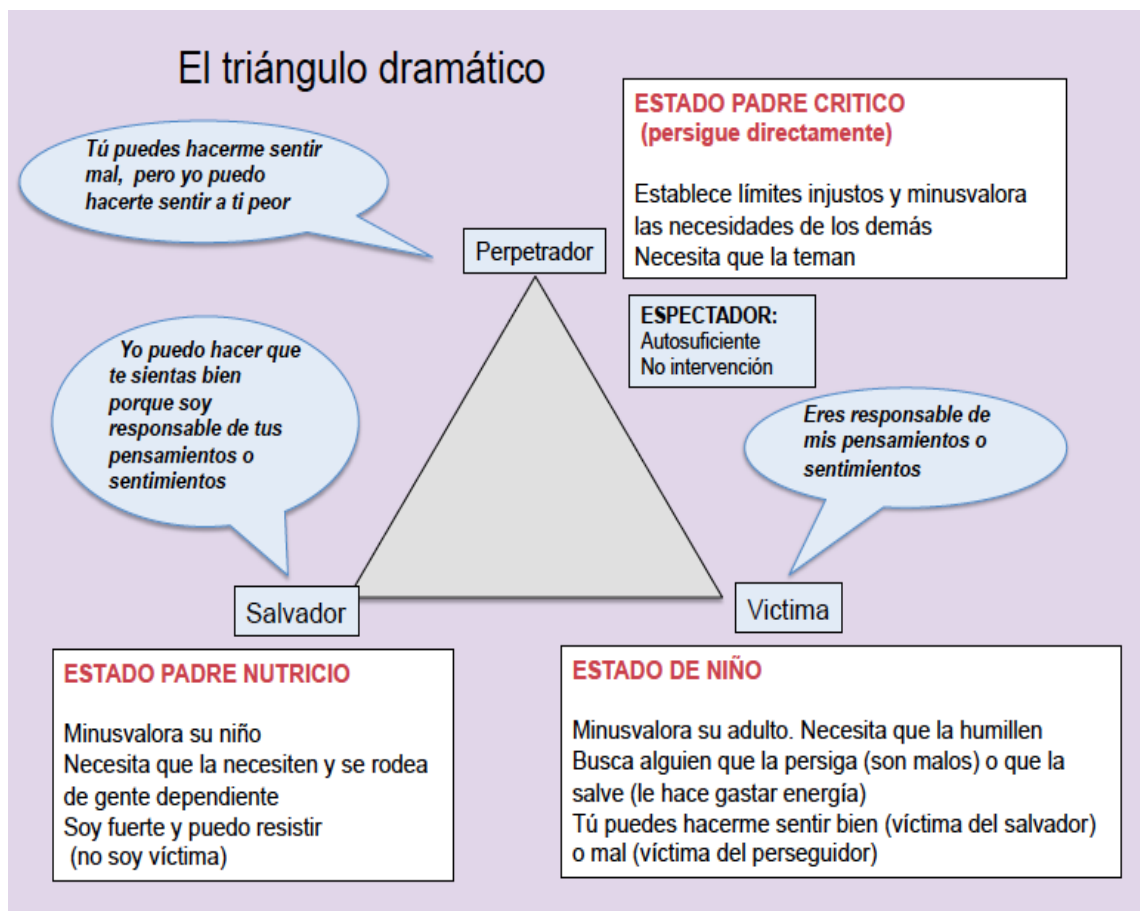 El triángulo dramático
ESTADO PADRE CRITICO
(persigue directamente)
Establece límites injustos y minusvalora
las necesidades de los demás
Necesita que la teman
Tú puedes hacerme sentir
mal, pero yo puedo
hacerte sentir a ti peor
Perpetrador
ESPECTADOR:
Autosuficiente
No intervención
Yo puedo hacer que
te sientas bien
porque soy
responsable de tus
pensamientos o
sentimientos
Eres responsable de
mis pensamientos o
sentimientos
Salvador
Victima
ESTADO PADRE NUTRICIO
Minusvalora su niño
Necesita que la necesiten y se rodea
de gente dependiente
Soy fuerte y puedo resistir
(no soy víctima)
ESTADO DE NIÑO
Minusvalora su adulto. Necesita que la humillen
Busca alguien que la persiga (son malos) o que la
salve (le hace gastar energía)
Tú puedes hacerme sentir bien (víctima del salvador)
o mal (víctima del perseguidor)